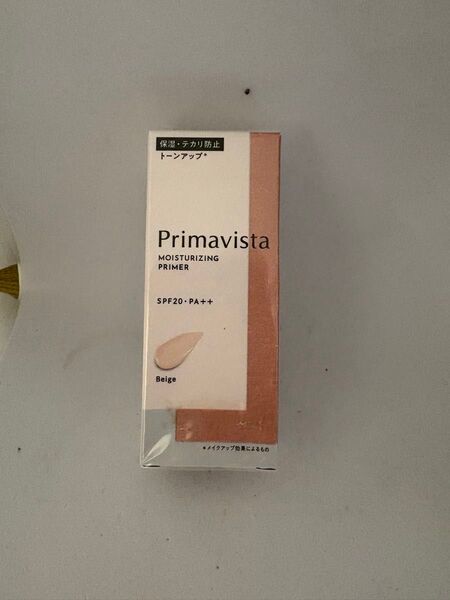 保湿・テカリ防止
トーンアップ*
Primavista
MOISTURIZING
PRIMER
SPF20・PA++
Beige
*メイクアップ効果によるもの